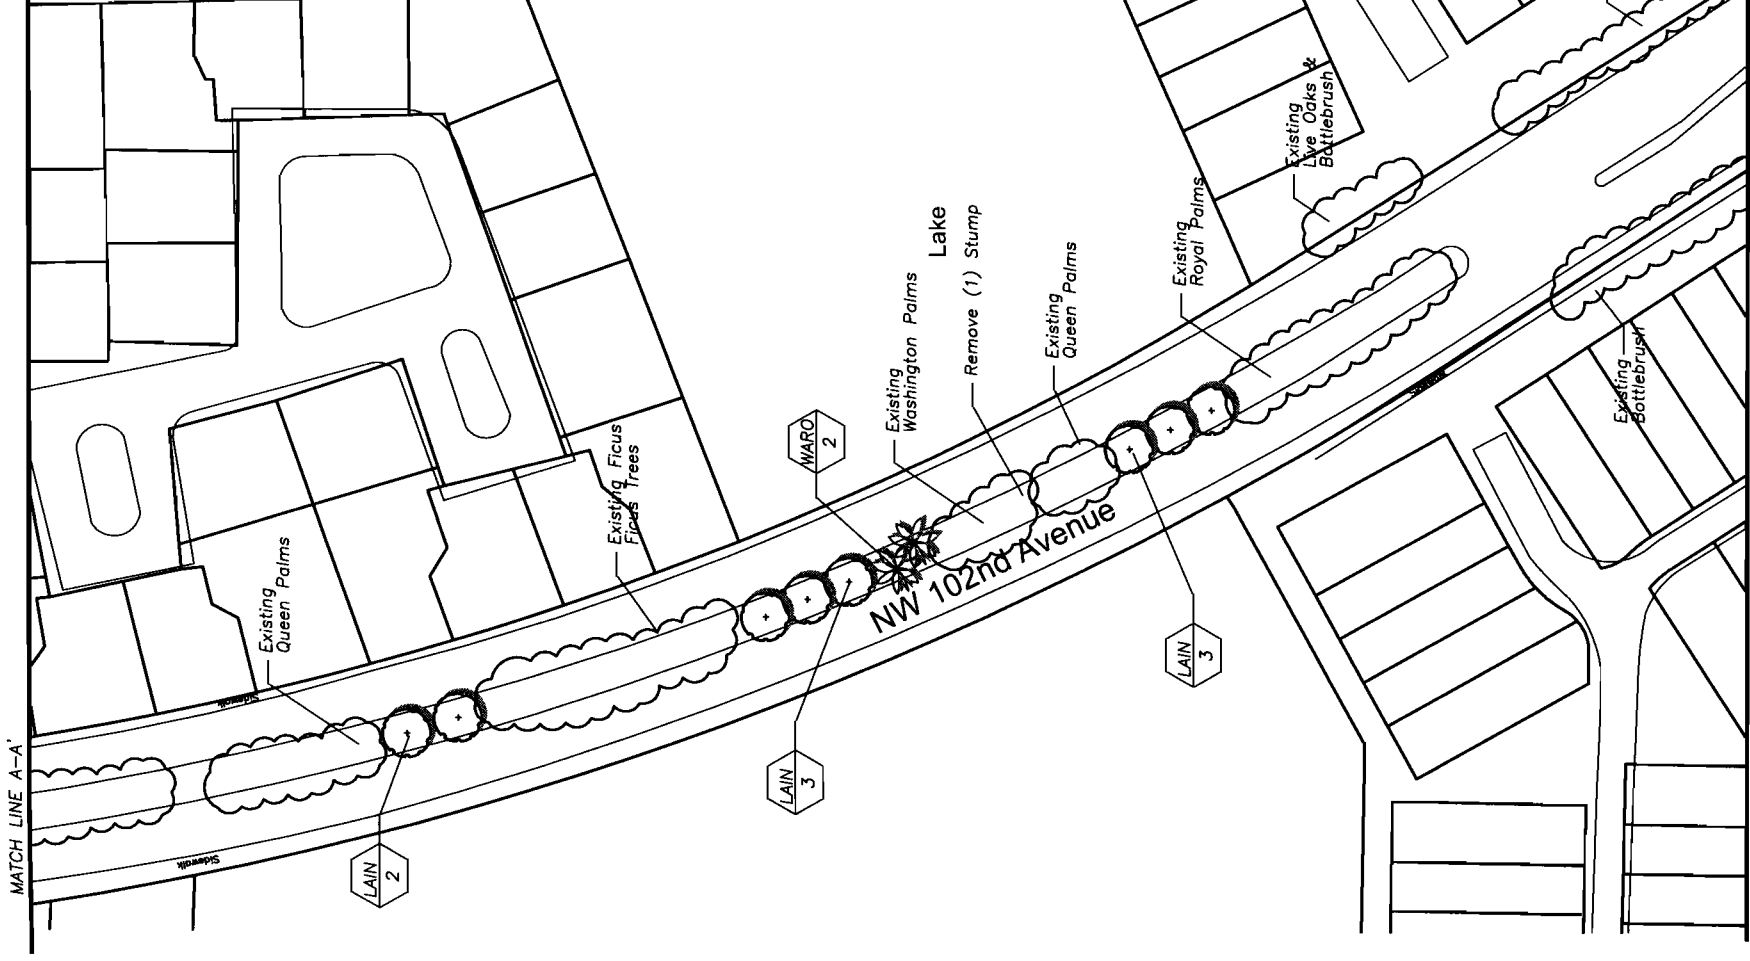 MATCH LINE A-A'
Sidewalk
Sidewalk
Existing
Queen Palms
LAIN
2
Existing Ficus
Ficus Trees
LAIN
3
WARO
2
Existing
Washington Palms
Lake
Remove (1) Stump
NW 102nd Avenue
Existing
Queen Palms
Existing
Royal Palms
LAIN
3
Existing
Live Oaks &
Bottlebrush
Existing
Bottlebrush